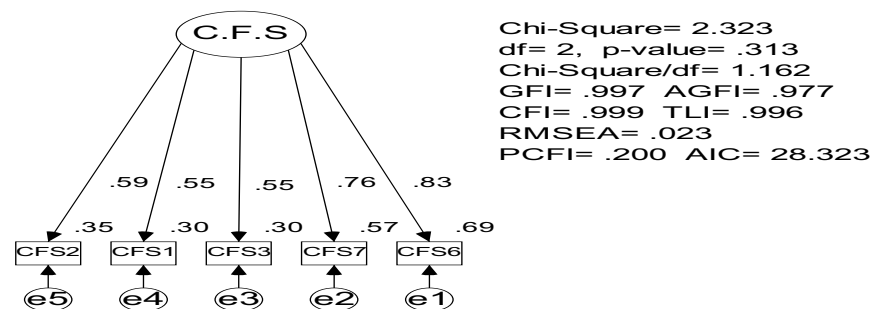 C.F.S
Chi-Square= 2.323
df= 2, p-value= .313
Chi-Square/df= 1.162
GFI= .997 AGFI= .977
CFI= .999 TLI= .996
RMSEA= .023
PCFI= .200 AIC= 28.323
.59 .55 .55 .76 .83
.35 .30 .30 .57 .69
CFS2 CFS1 CFS3 CFS7 CFS6
e5 e4 e3 e2 e1